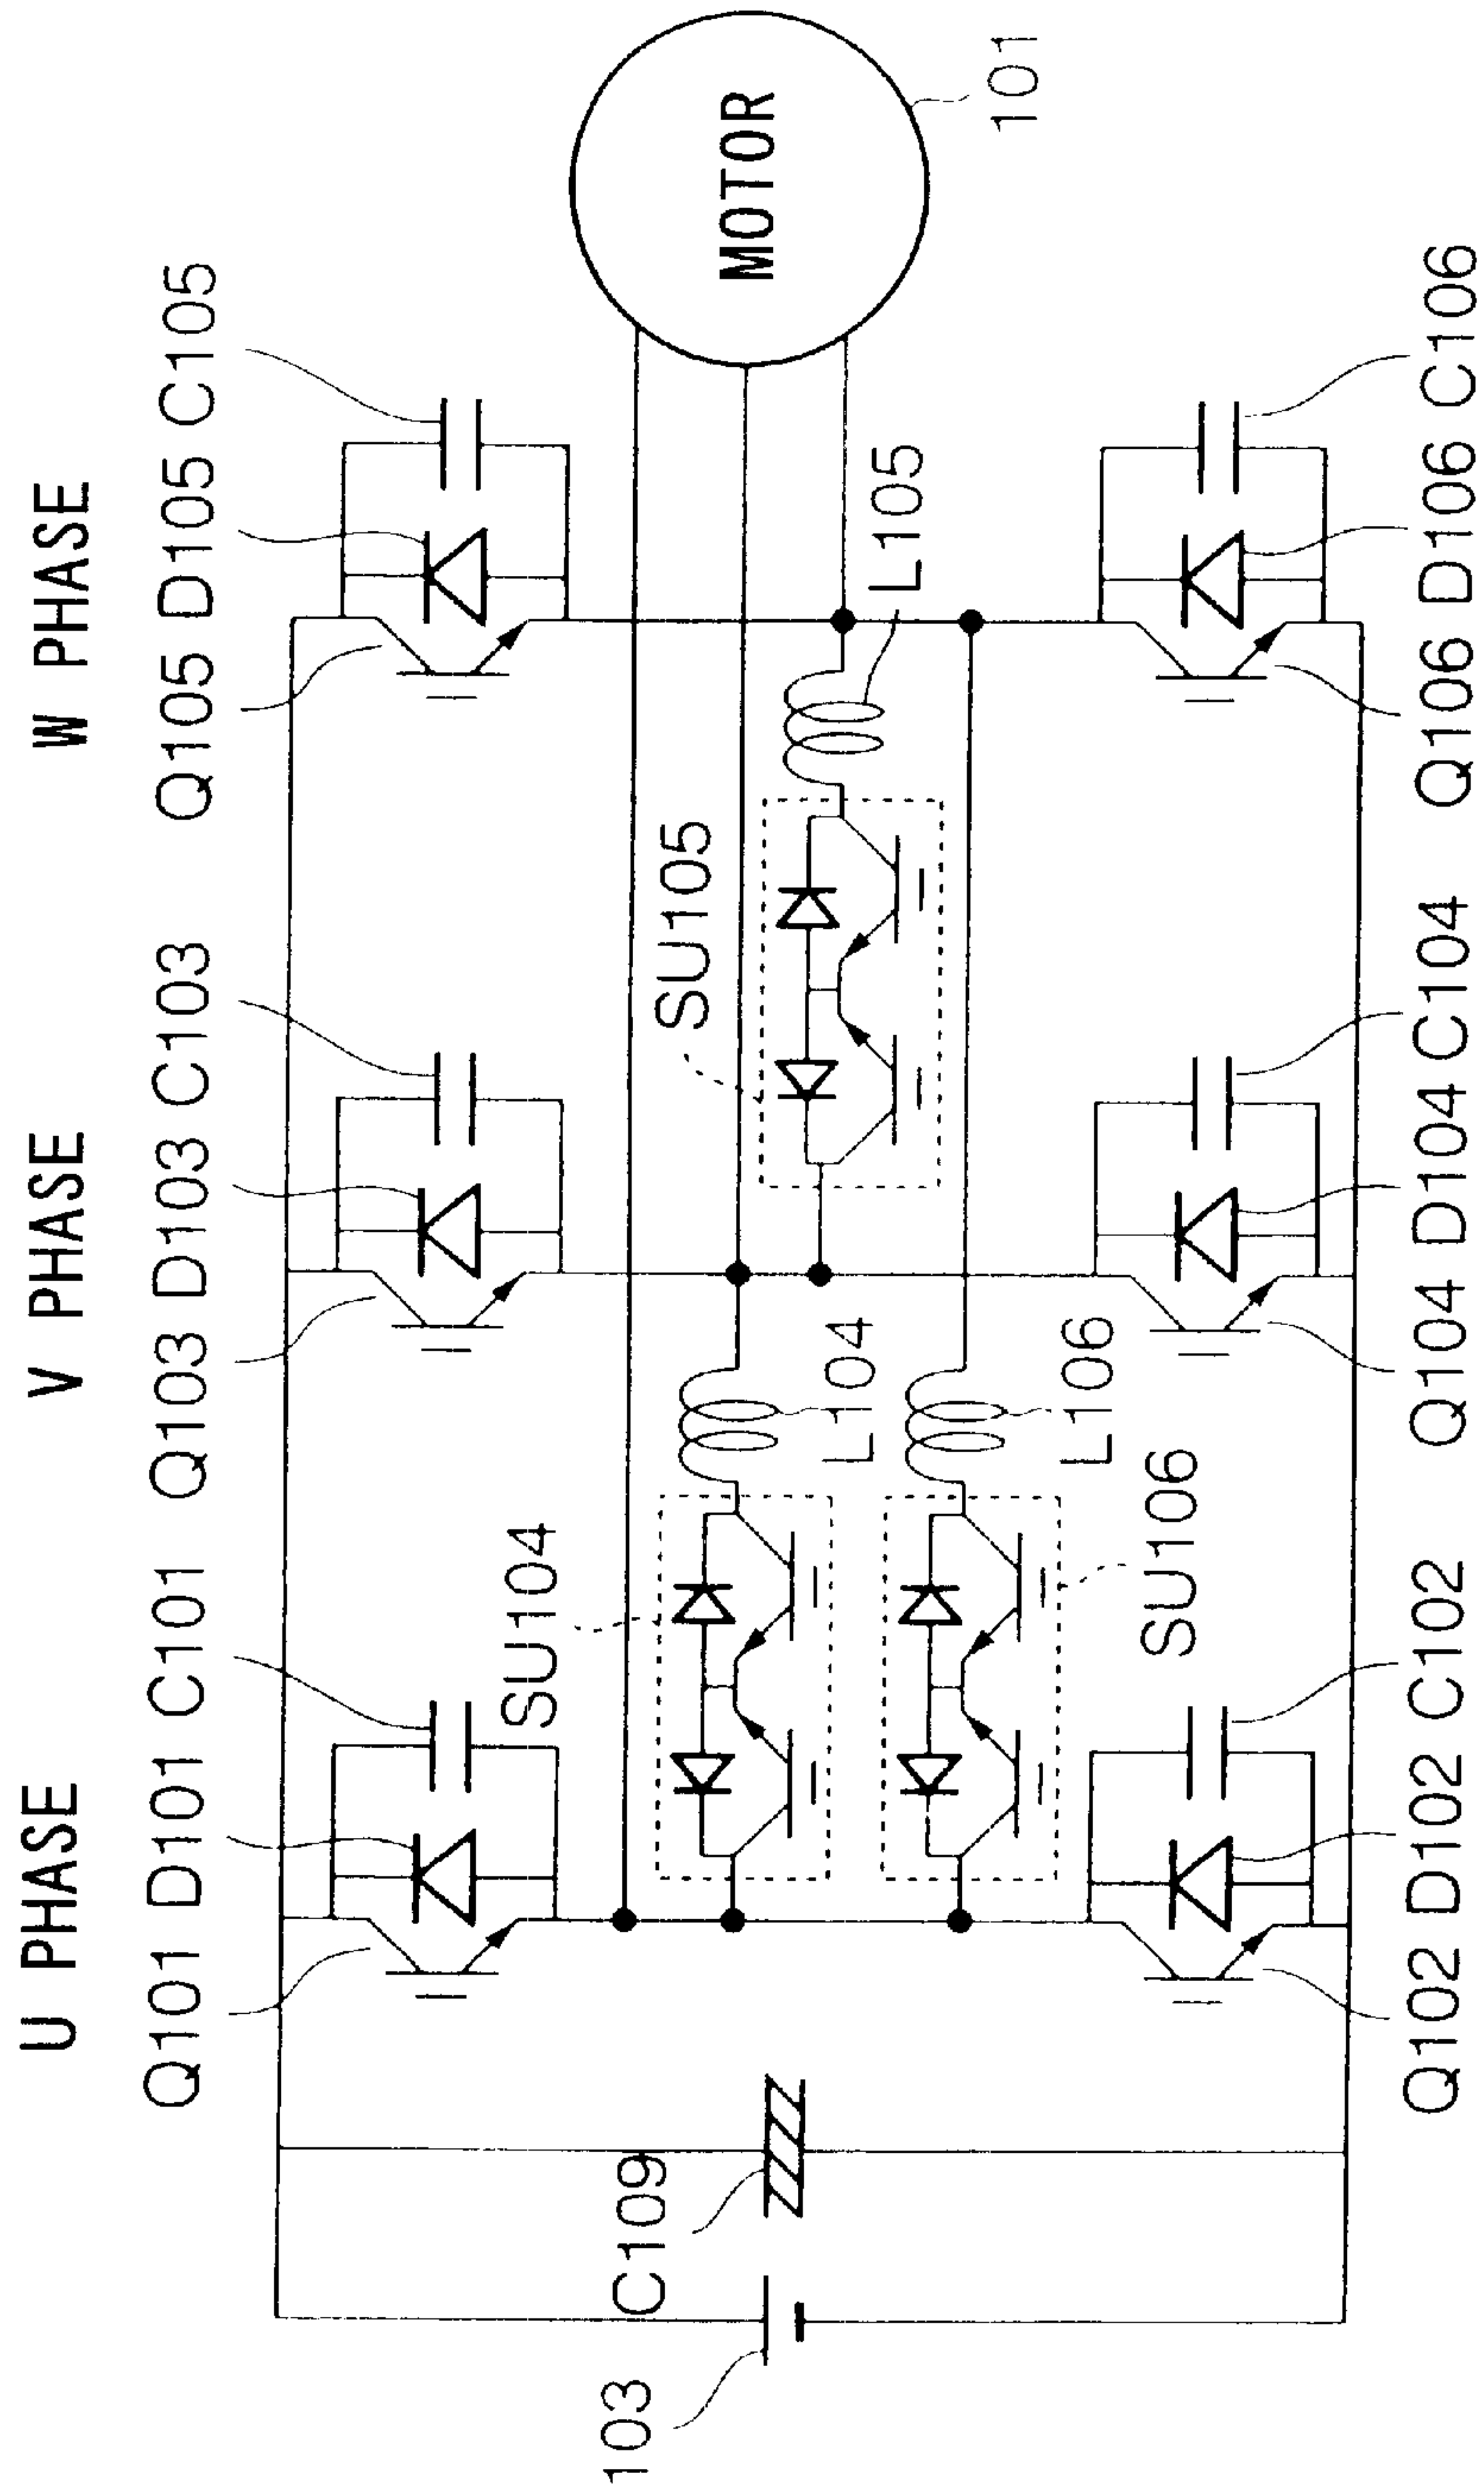 U PHASE V PHASE W PHASE
Q101 D101 C101 Q103 D103 C103 Q105 D105 C105
SU104
SU105
MOTOR
101
103
C109
L104
L105
L106
SU106
Q102 D102 C102 Q104 D104 C104 Q106 D106 C106